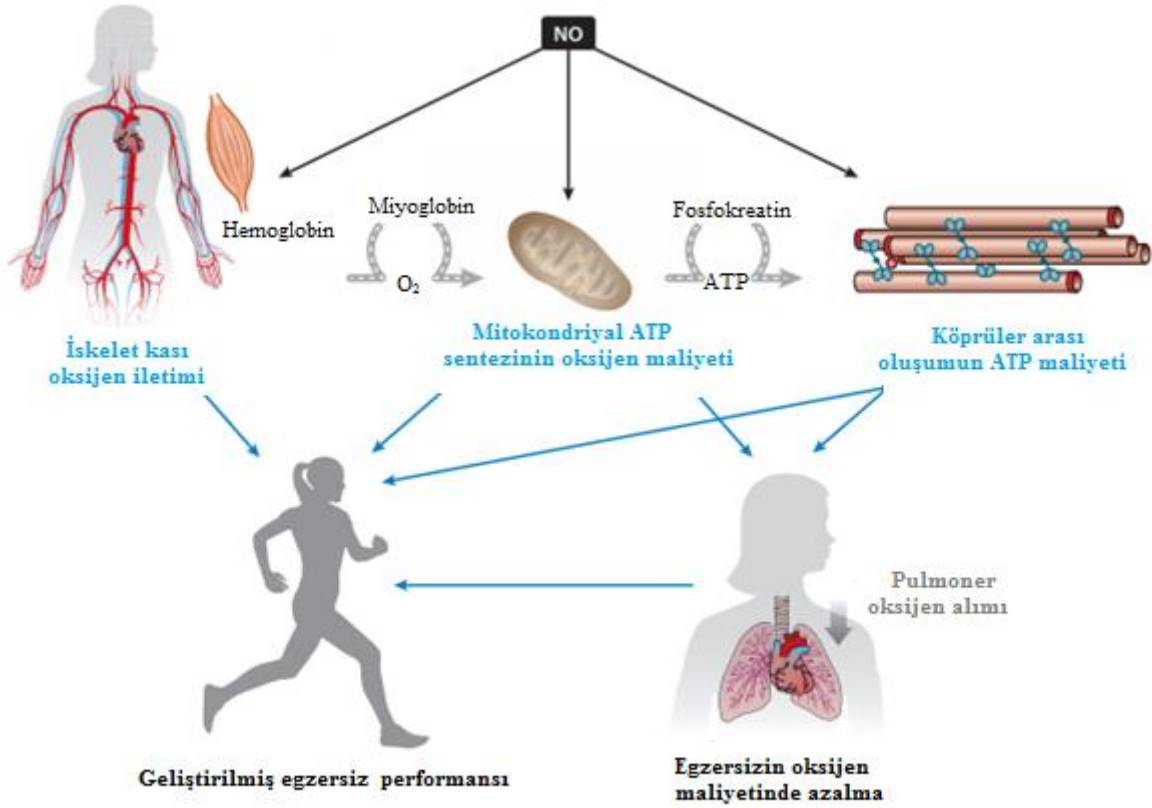 NO
Hemoglobin
Miyoglobin
O₂
Fosfokreatin
ATP
İskelet kası
oksijen iletimi
Mitokondriyal ATP
sentezinin oksijen maliyeti
Köprüler arası
oluşumun ATP maliyeti
Pulmoner
oksijen alımı
Geliştirilmiş egzersiz performansı
Egzersizin oksijen
maliyetinde azalma